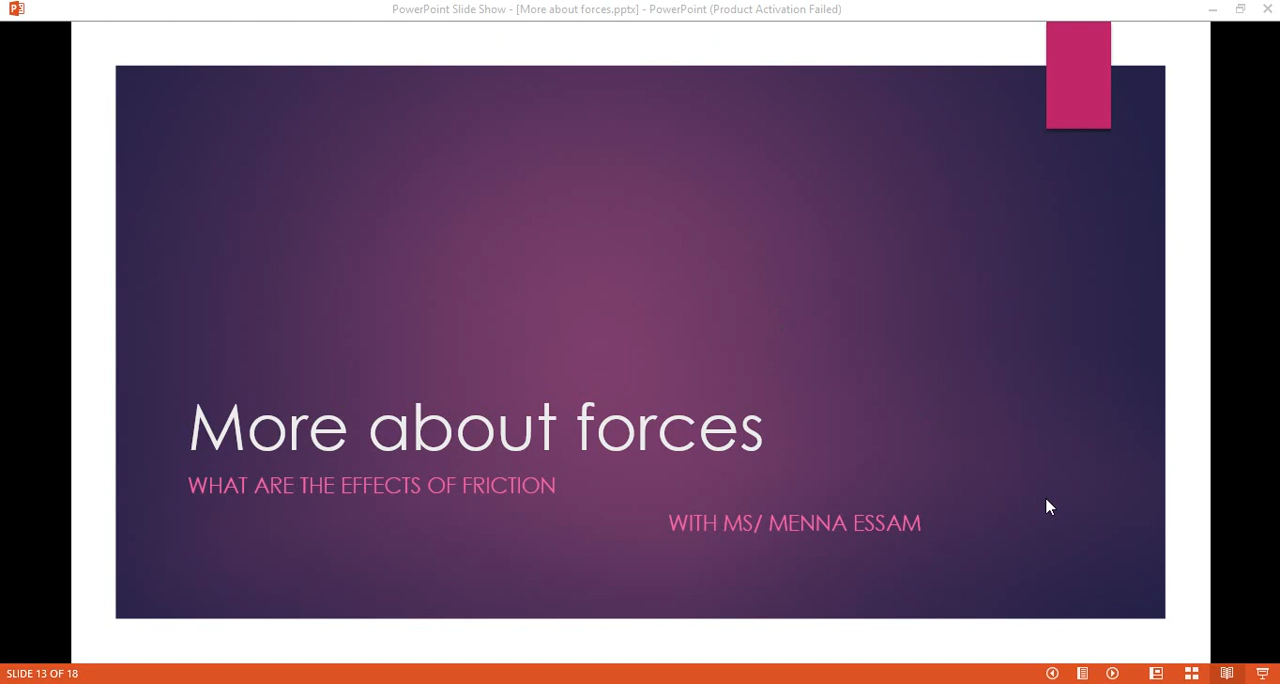 PowerPoint Slide Show - [More about forces.pptx] - PowerPoint (Product Activation Failed)
More about forces
WHAT ARE THE EFFECTS OF FRICTION
WITH MS/ MENNA ESSAM
SLIDE 13 OF 18